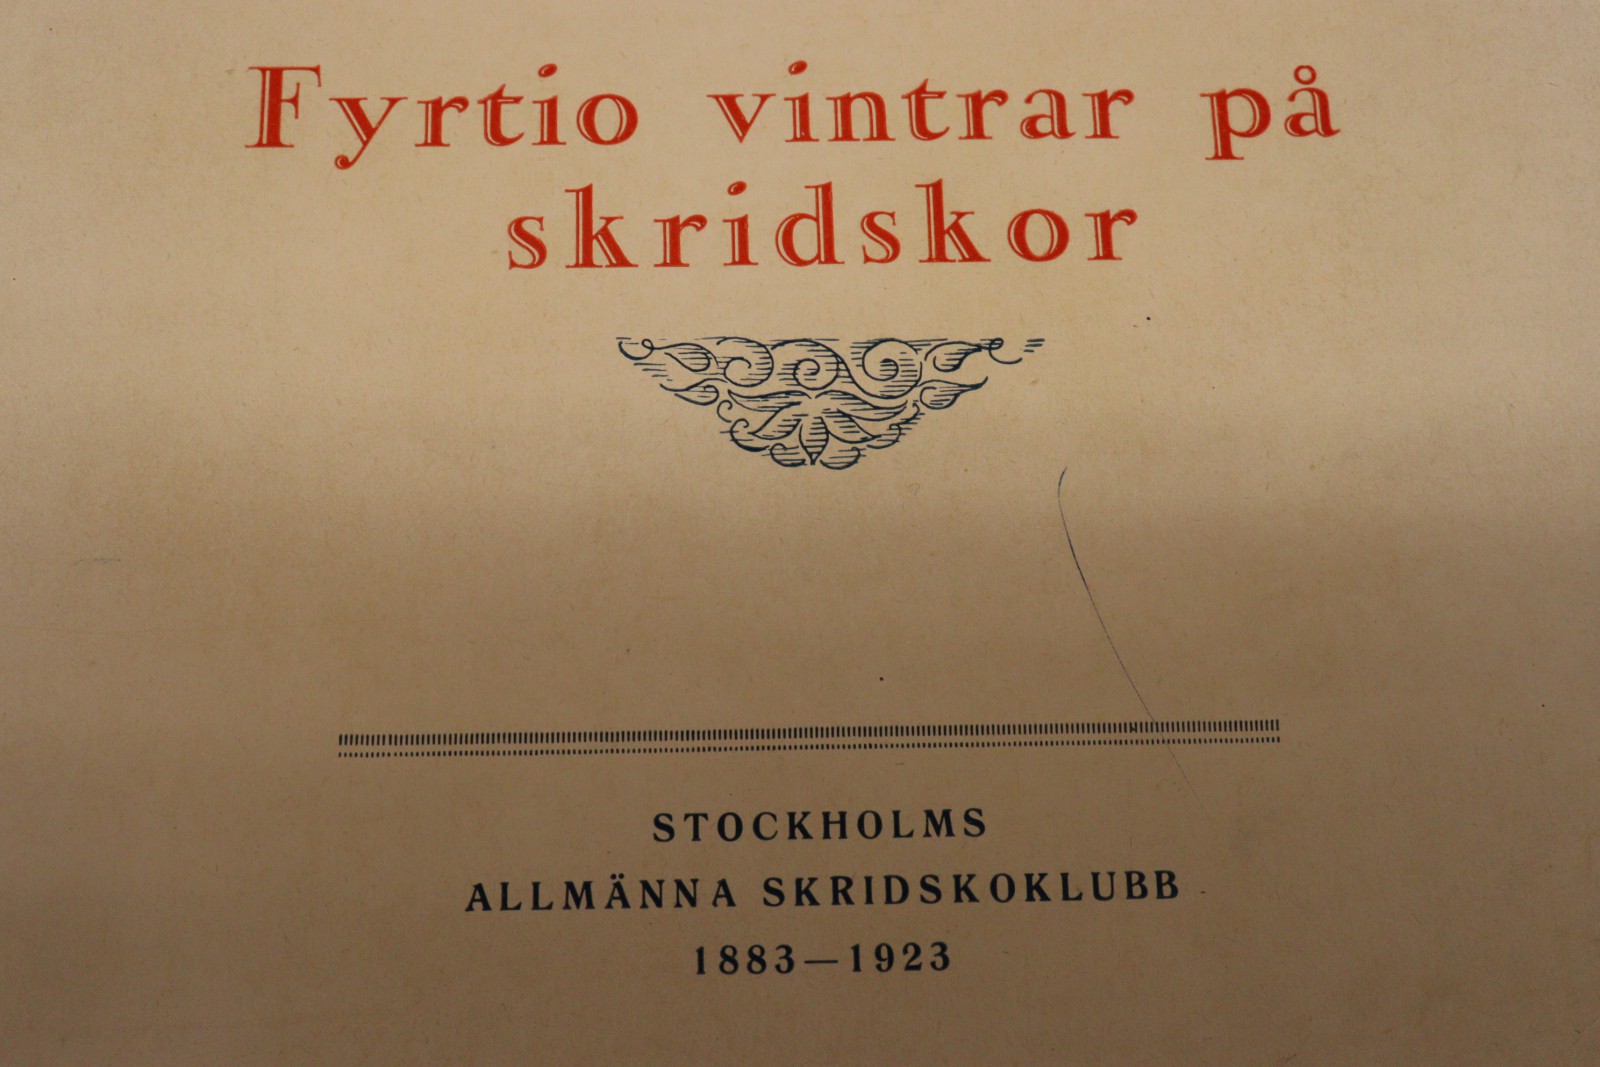 Fyrtio vintrar på
skridskor
STOCKHOLMS
ALLMÄNNA SKRIDSKOKLUBB
1883—1923